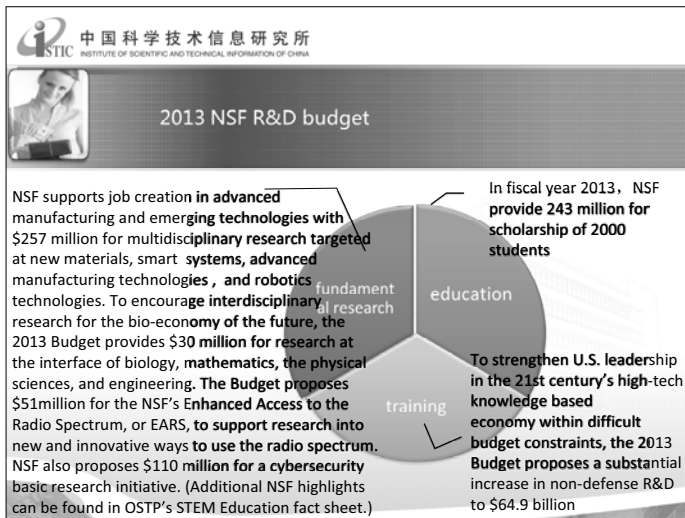 iSTIC 中国科学技术信息研究所
INSTITUTE OF SCIENTIFIC AND TECHNICAL INFORMATION OF CHINA
2013 NSF R&D budget
NSF supports job creation in advanced
manufacturing and emerging technologies with
$257 million for multidisciplinary research targeted
at new materials, smart systems, advanced
manufacturing technologies , and robotics
technologies. To encourage interdisciplinary
research for the bio-economy of the future, the
2013 Budget provides $30 million for research at
the interface of biology, mathematics, the physical
sciences, and engineering. The Budget proposes
$51million for the NSF's Enhanced Access to the
Radio Spectrum, or EARS, to support research into
new and innovative ways to use the radio spectrum.
NSF also proposes $110 million for a cybersecurity
basic research initiative. (Additional NSF highlights
can be found in OSTP's STEM Education fact sheet.)
fundament
al research
education
training
In fiscal year 2013，NSF
provide 243 million for
scholarship of 2000
students
To strengthen U.S. leadership
in the 21st century's high-tech
knowledge based
economy within difficult
budget constraints, the 2013
Budget proposes a substantial
increase in non-defense R&D
to $64.9 billion